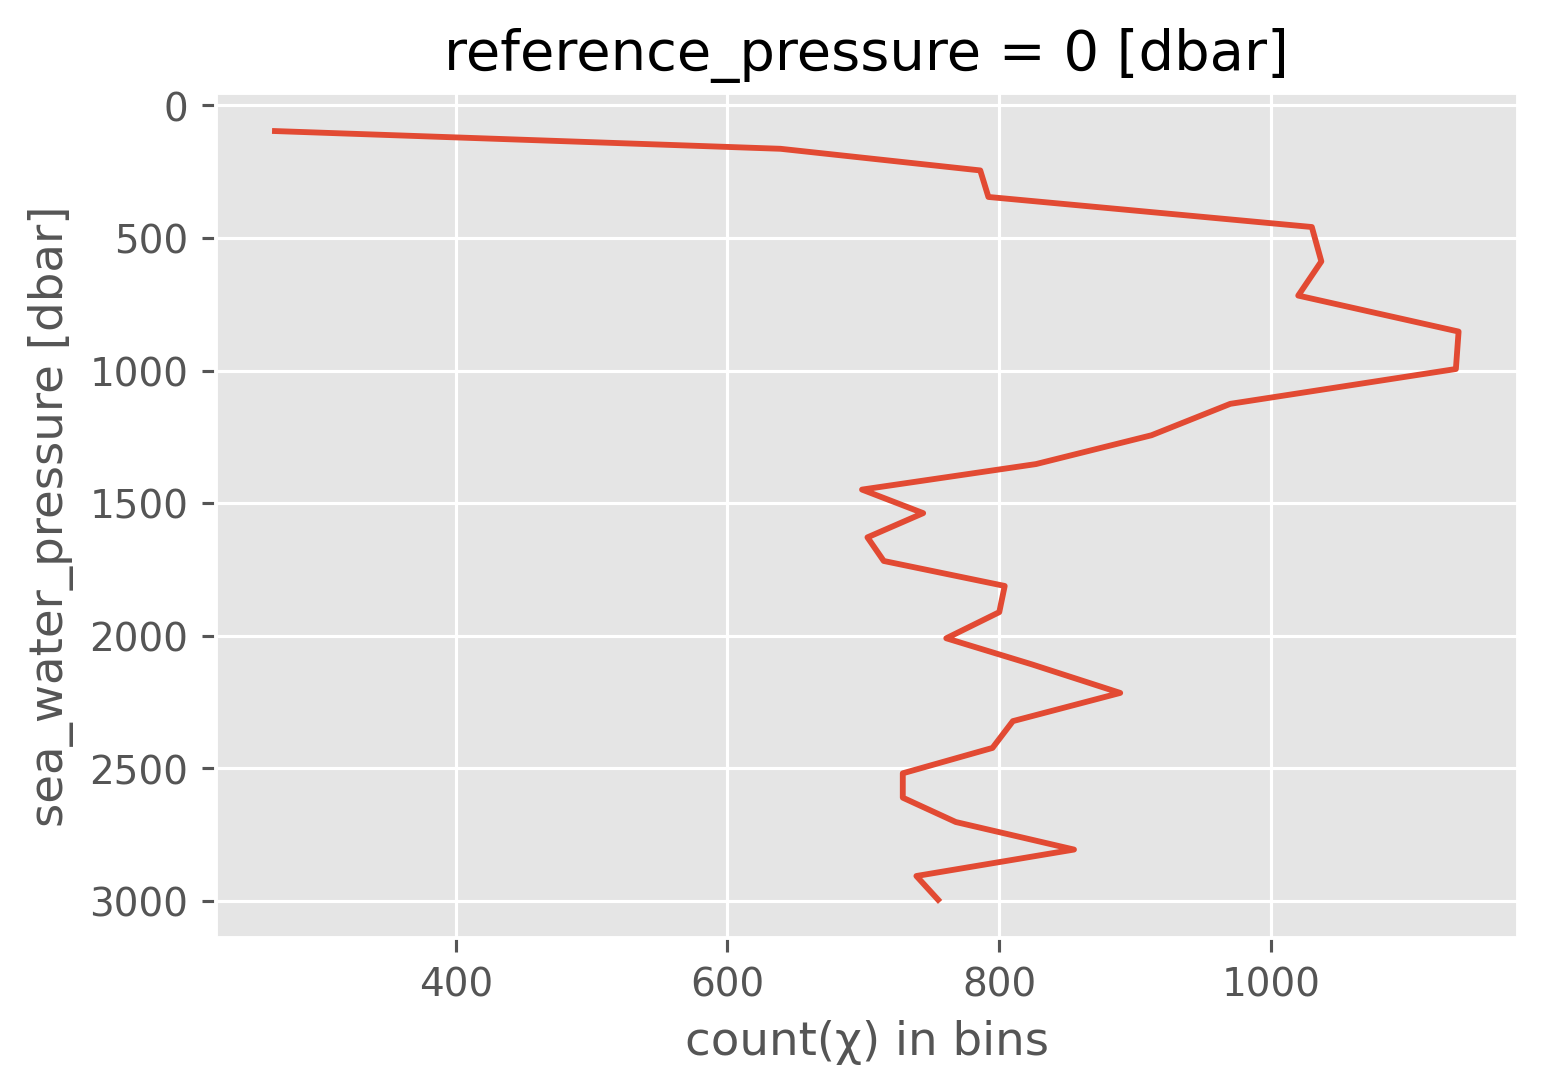 reference_pressure = 0 [dbar]
0
500
1000
1500
2000
2500
3000
sea_water_pressure [dbar]
400 600 800 1000
count(χ) in bins